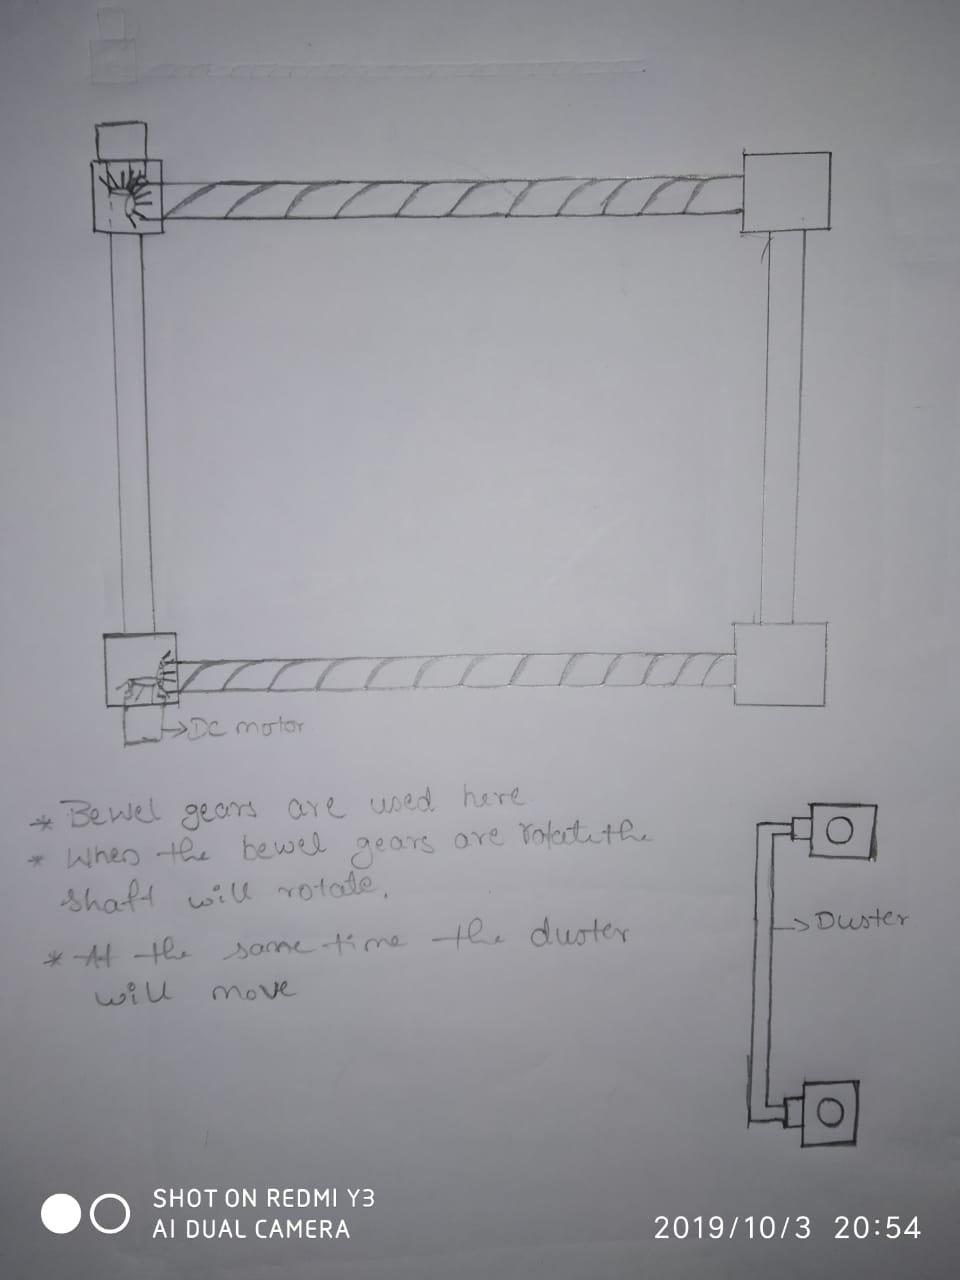 →DC motor
* Bewel gears are used here
* When the bewel gears are rotate the
shaft will rotate.
* At the same time the duster
will move
→Duster
SHOT ON REDMI Y3
AI DUAL CAMERA
2019/10/3 20:54